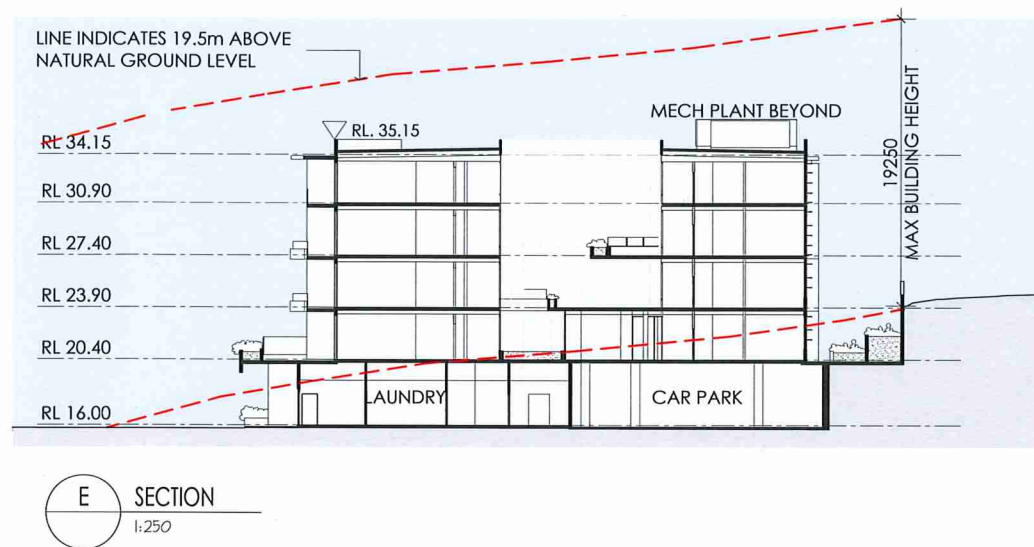 LINE INDICATES 19.5m ABOVE
NATURAL GROUND LEVEL
MECH PLANT BEYOND
RL. 35.15
RL 34.15
19250
MAX BUILDING HEIGHT
RL 30.90
RL 27.40
RL 23.90
RL 20.40
LAUNDRY
CAR PARK
RL 16.00
E
SECTION
1:250